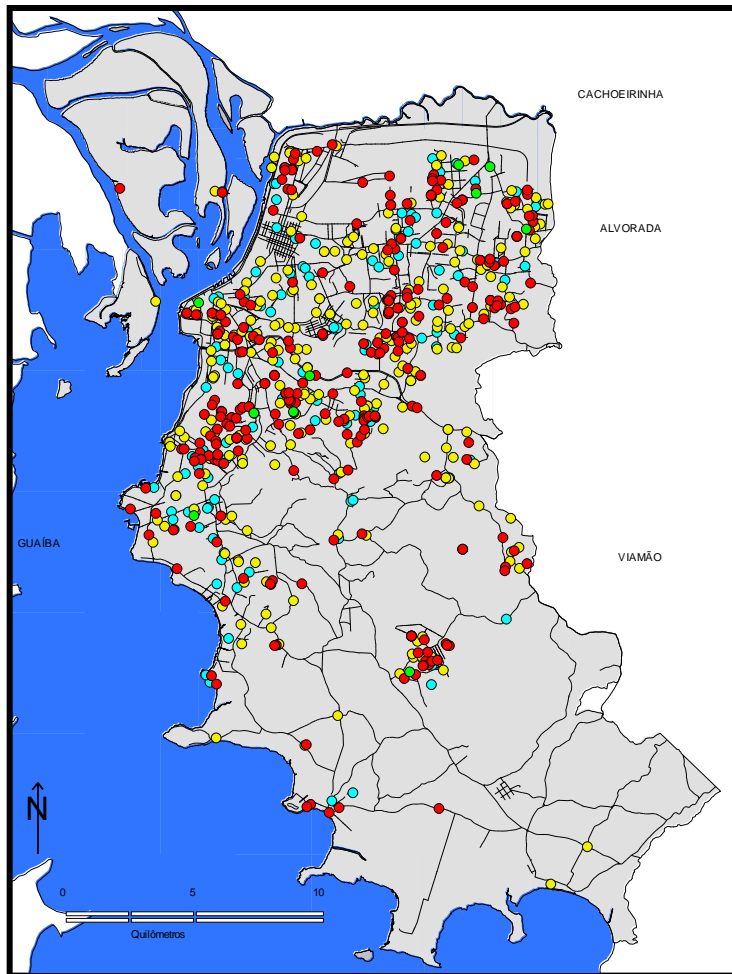 CACHOEIRINHA
ALVORADA
GUAÍBA
VIAMÃO
N
0 5 10
Quilômetros